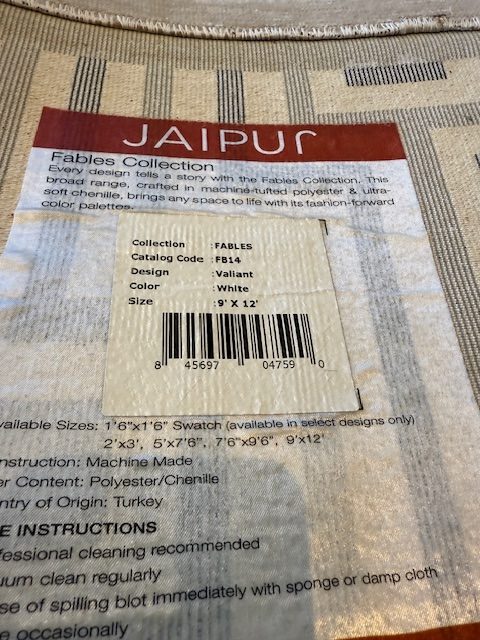 JAIPUR
Fables Collection
Every design tells a story with the Fables Collection. This
broad range, crafted in machine-tufted polyester & ultra-
soft chenille, brings any space to life with its fashion-forward
color palettes.
Collection : FABLES
Catalog Code : FB14
Design : Valiant
Color : White
Size : 9' X 12'
8 45697 04759 0
vailable Sizes: 1'6"x1'6" Swatch (available in select designs only)
2'x3', 5'x7'6", 7'6"x9'6", 9'x12'
nstruction: Machine Made
er Content: Polyester/Chenille
ntry of Origin: Turkey
E INSTRUCTIONS
ofessional cleaning recommended
uum clean regularly
se of spilling blot immediately with sponge or damp cloth
e occasionally